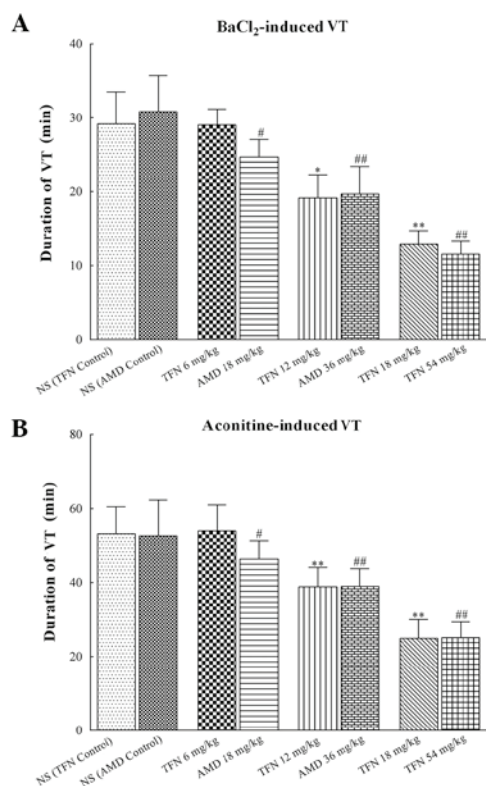 A
BaCl₂-induced VT
Duration of VT (min)
40
30
20
10
0
#
*
##
**
##
NS (TFN Control)
NS (AMD Control)
TFN 6 mg/kg
AMD 18 mg/kg
TFN 12 mg/kg
AMD 36 mg/kg
TFN 18 mg/kg
TFN 54 mg/kg
B
Aconitine-induced VT
Duration of VT (min)
80
60
40
20
0
#
**
##
**
##
NS (TFN Control)
NS (AMD Control)
TFN 6 mg/kg
AMD 18 mg/kg
TFN 12 mg/kg
AMD 36 mg/kg
TFN 18 mg/kg
TFN 54 mg/kg